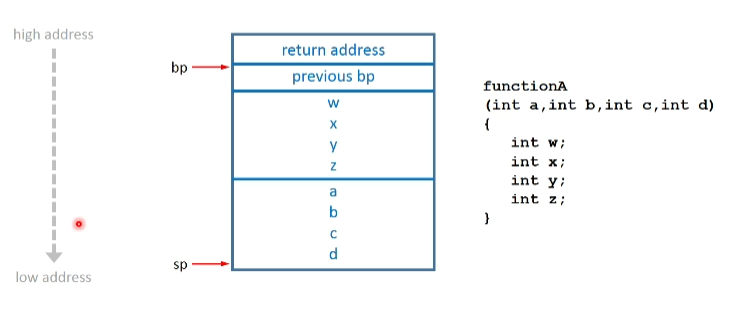 high address
low address
bp
sp
return address
previous bp
w
x
y
z
a
b
c
d
functionA
(int a,int b,int c,int d)
{
int w;
int x;
int y;
int z;
}